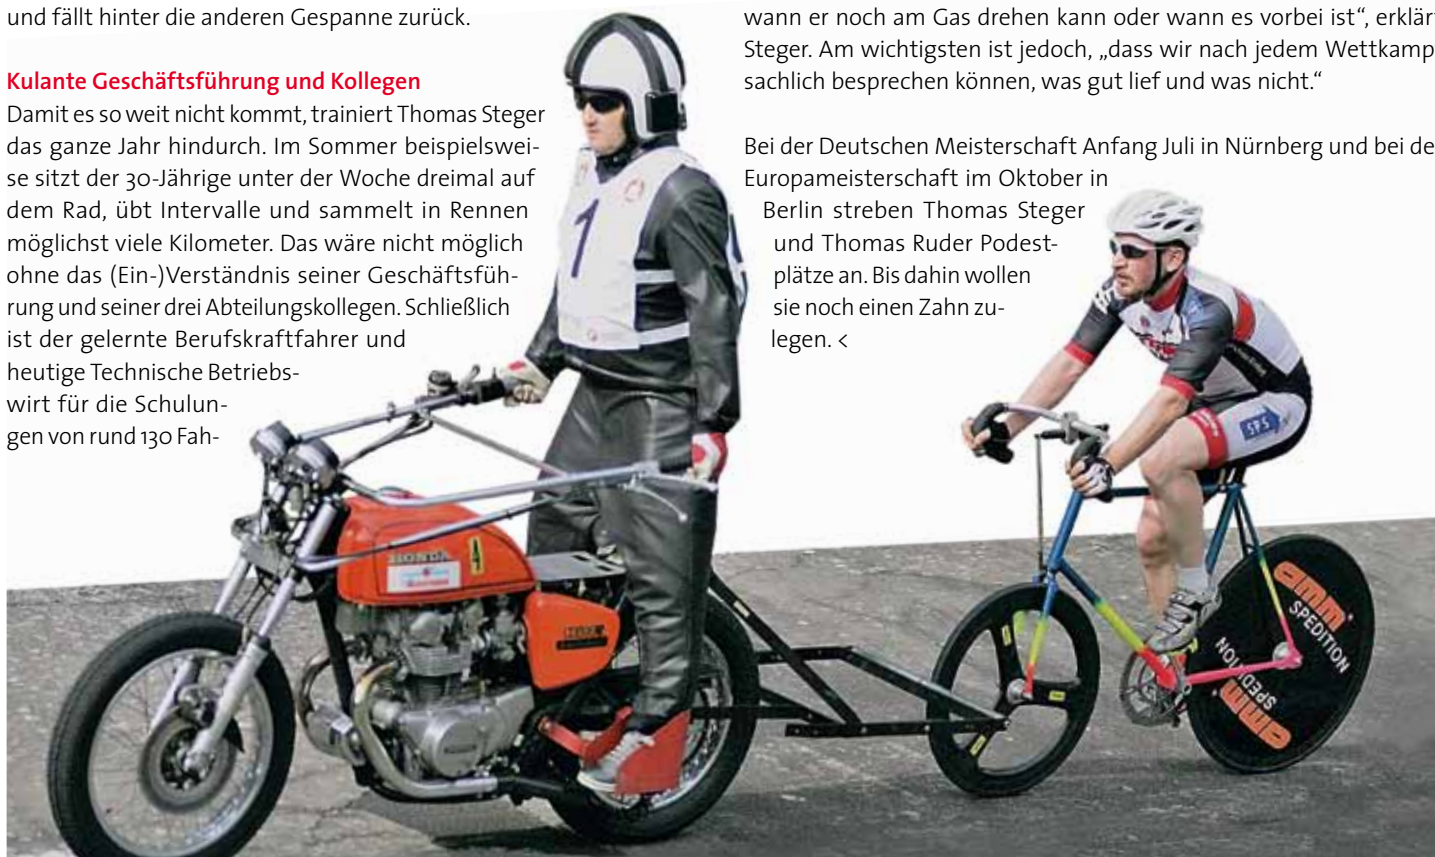 und fällt hinter die anderen Gespanne zurück.
Kulante Geschäftsführung und Kollegen
Damit es so weit nicht kommt, trainiert Thomas Steger
das ganze Jahr hindurch. Im Sommer beispielswei-
se sitzt der 30-Jährige unter der Woche dreimal auf
dem Rad, übt Intervalle und sammelt in Rennen
möglichst viele Kilometer. Das wäre nicht möglich
ohne das (Ein-)Verständnis seiner Geschäftsfüh-
rung und seiner drei Abteilungskollegen. Schließlich
ist der gelernte Berufskraftfahrer und
heutige Technische Betriebs-
wirt für die Schulun-
gen von rund 130 Fah-
wann er noch am Gas drehen kann oder wann es vorbei ist“, erklär
Steger. Am wichtigsten ist jedoch, „dass wir nach jedem Wettkamp
sachlich besprechen können, was gut lief und was nicht.“
Bei der Deutschen Meisterschaft Anfang Juli in Nürnberg und bei de
Europameisterschaft im Oktober in
Berlin streben Thomas Steger
und Thomas Ruder Podest-
plätze an. Bis dahin wollen
sie noch einen Zahn zu-
legen. <
1
HONDA
4
amm
SPEDITION
amm
SPEDITION